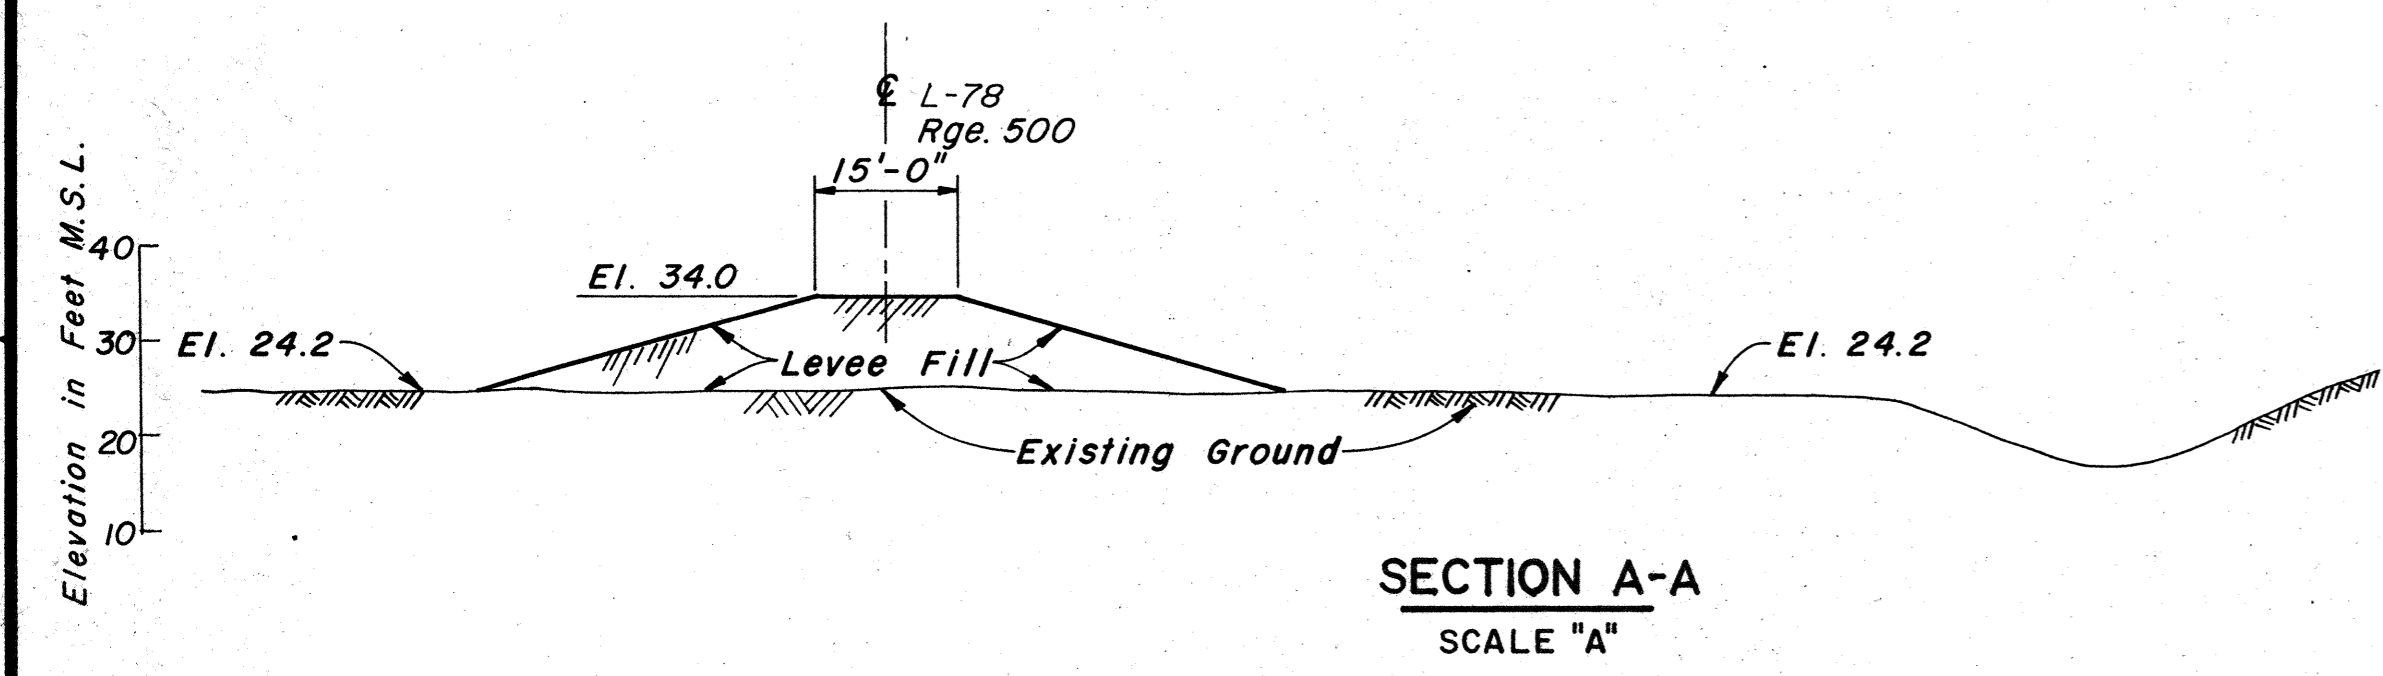 ℄ L-78
Rge. 500
15'-0"
Elevation in Feet M.S.L.
40
30
20
10
El. 34.0
El. 24.2
Levee Fill
El. 24.2
Existing Ground
SECTION A-A
SCALE "A"